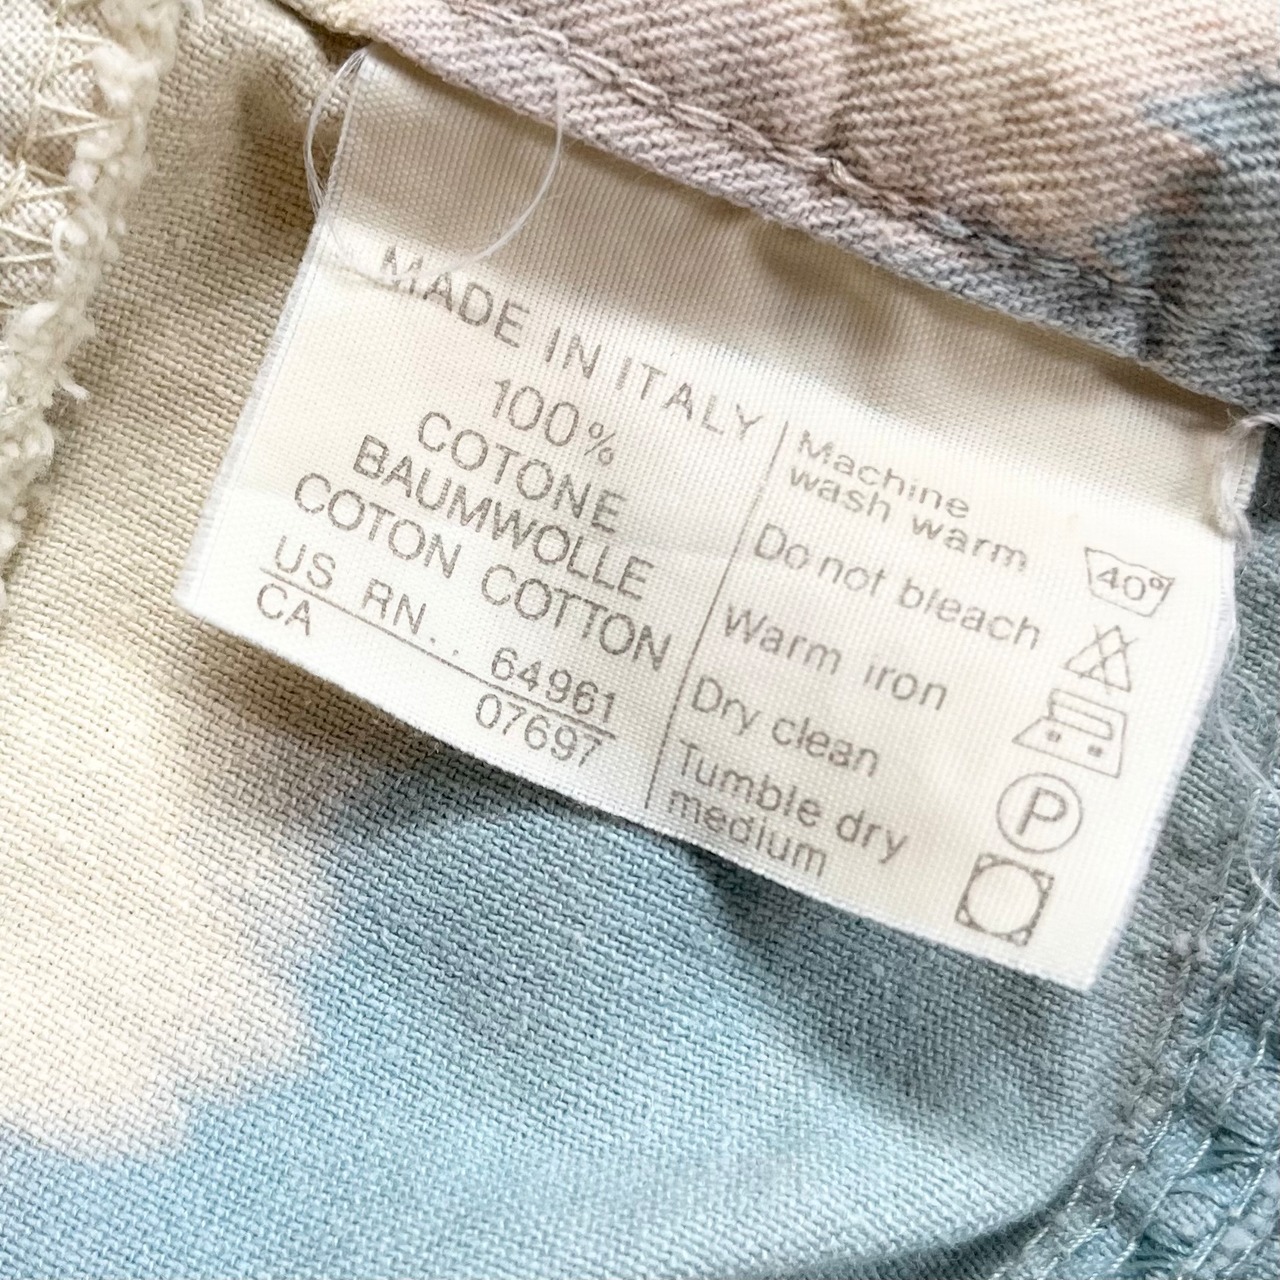 MADE IN ITALY
100%
COTONE
BAUMWOLLE
COTON COTTON
US RN.. 64961
CA 07697
Machine
wash warm
40°
Do not bleach
Warm iron
Dry clean
P
Tumble dry
medium